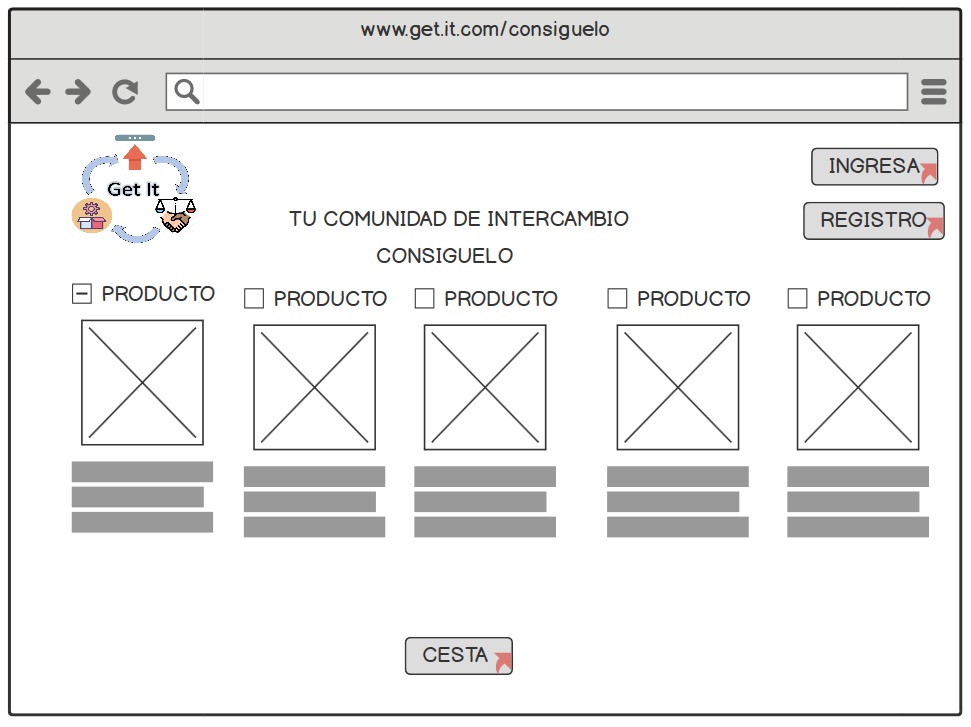 www.get.it.com/consiguelo
Get It
INGRESA
REGISTRO
TU COMUNIDAD DE INTERCAMBIO
CONSIGUELO
PRODUCTO
PRODUCTO
PRODUCTO
PRODUCTO
PRODUCTO
CESTA